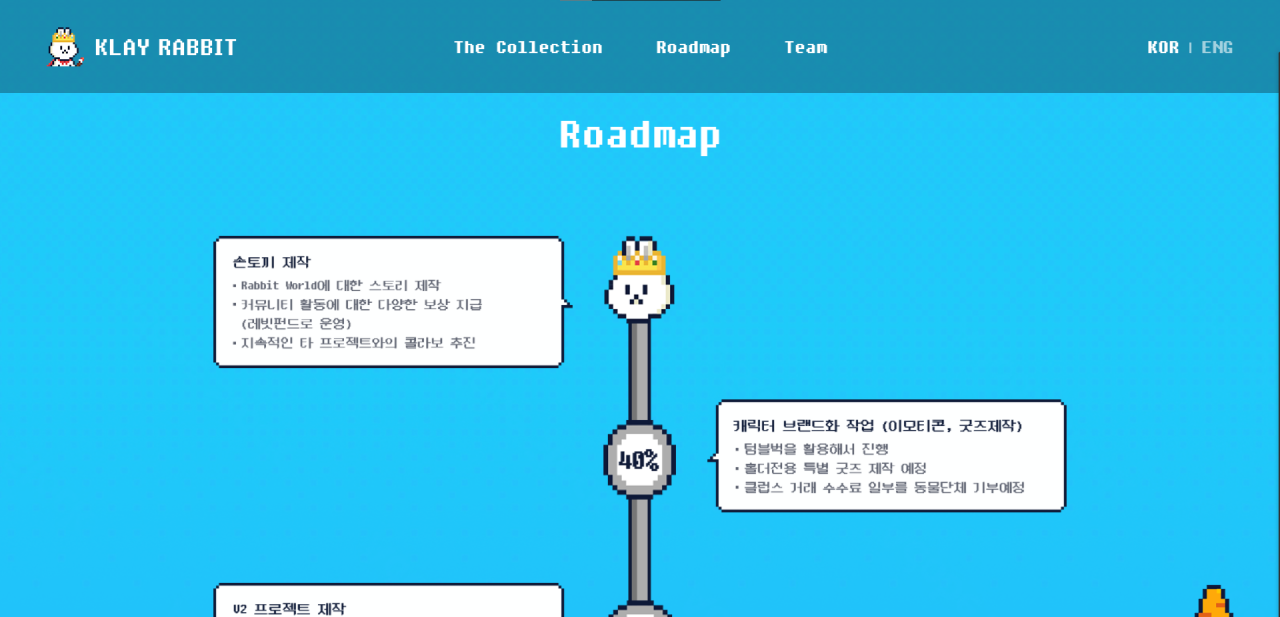 KLAY RABBIT
The Collection
Roadmap
Team
KOR | ENG
Roadmap
손토끼 제작
• Rabbit World에 대한 스토리 제작
• 커뮤니티 활동에 대한 다양한 보상 지급
(래빗펀드로 운영)
• 지속적인 타 프로젝트와의 콜라보 추진
40%
캐릭터 브랜드화 작업 (이모티콘, 굿즈제작)
• 텀블벅을 활용해서 진행
• 홀더전용 특별 굿즈 제작 예정
• 클럽스 거래 수수료 일부를 동물단체 기부예정
V2 프로젝트 제작